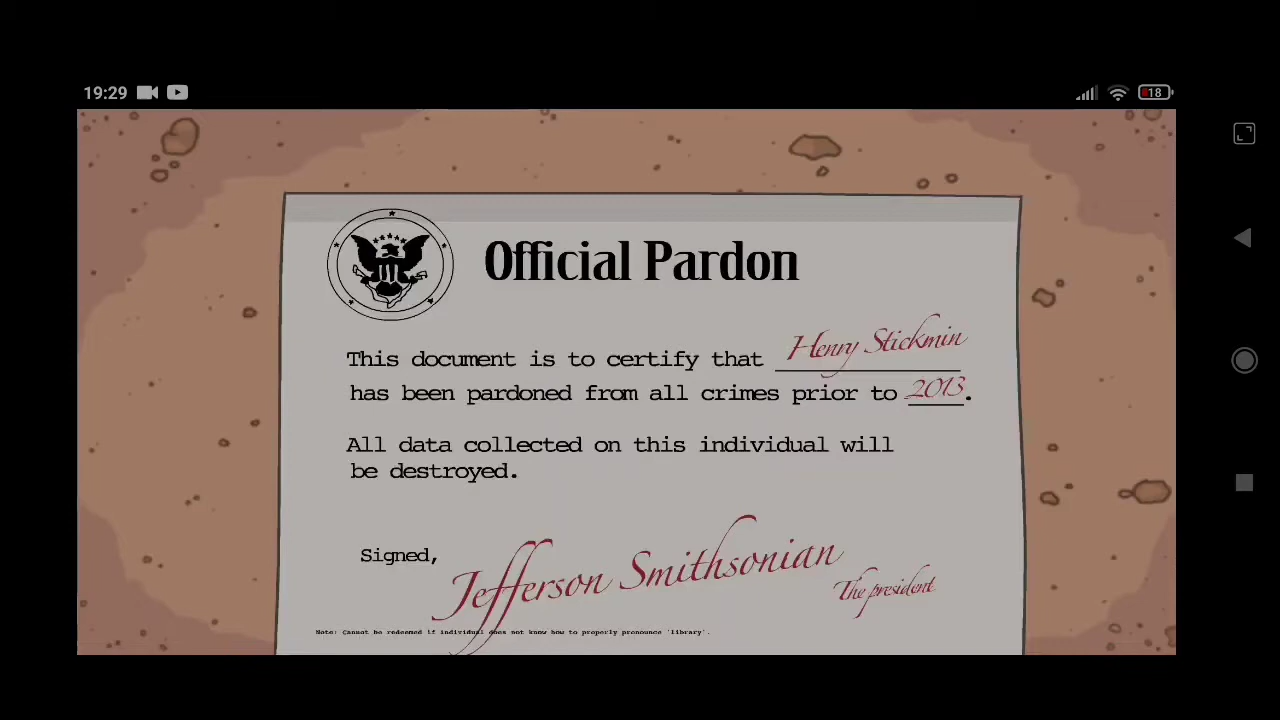 19:29
18
Official Pardon
This document is to certify that Henry Stickmin
has been pardoned from all crimes prior to 2013.
All data collected on this individual will
be destroyed.
Signed, Jefferson Smithsonian
The president
Note: Cannot be redeemed if individual does not know how to properly pronounce 'library'.